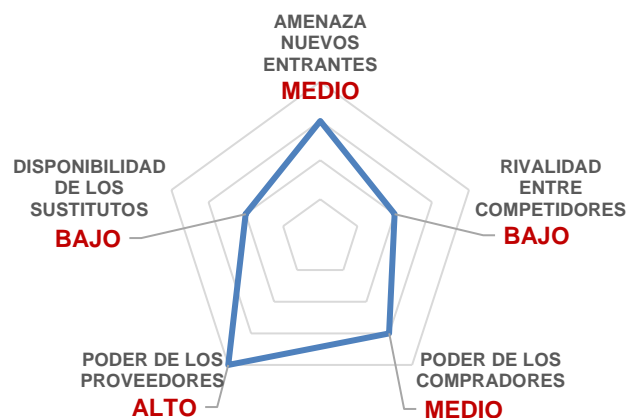 AMENAZA
NUEVOS
ENTRANTES
MEDIO
DISPONIBILIDAD
DE LOS
SUSTITUTOS
BAJO
RIVALIDAD
ENTRE
COMPETIDORES
BAJO
PODER DE LOS
PROVEEDORES
ALTO
PODER DE LOS
COMPRADORES
MEDIO